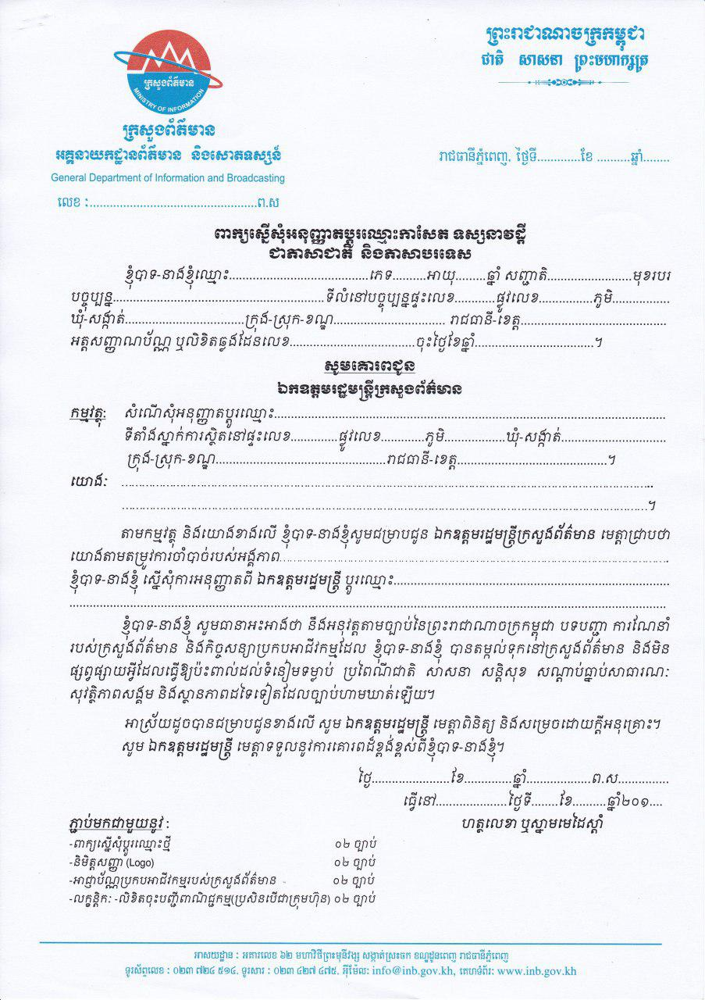 ព្រះរាជាណាចក្រកម្ពុជា
ជាតិ សាសនា ព្រះមហាក្សត្រ
ក្រសួងព័ត៌មាន
MINISTRY OF INFORMATION
ក្រសួងព័ត៌មាន
អគ្គនាយកដ្ឋានព័ត៌មាន និងសោតទស្សន៍
General Department of Information and Broadcasting
រាជធានីភ្នំពេញ, ថ្ងៃទី............ខែ ..........ឆ្នាំ........
លេខ :..................................................ព.ស
ពាក្យស្នើសុំអនុញ្ញាតប្តូរឈ្មោះកាសែត ទស្សនាវដ្តី
ជាភាសាជាតិ និងភាសាបរទេស
ខ្ញុំបាទ-នាងខ្ញុំឈ្មោះ..........................................ភេទ..........អាយុ.........ឆ្នាំ សញ្ជាតិ.........................មុខរបរ
បច្ចុប្បន្ន...............................................................ទីលំនៅបច្ចុប្បន្នផ្ទះលេខ............ផ្លូវលេខ................ភូមិ.................
ឃុំ-សង្កាត់...................................ក្រុង-ស្រុក-ខណ្ឌ................................. រាជធានី-ខេត្ត...........................................
អត្តសញ្ញាណប័ណ្ណ ឬលិខិតឆ្លងដែនលេខ.....................................ចុះថ្ងៃខែឆ្នាំ...................................។
សូមគោរពជូន
ឯកឧត្តមរដ្ឋមន្ត្រីក្រសួងព័ត៌មាន
កម្មវត្ថុ: សំណើសុំអនុញ្ញាតប្តូរឈ្មោះ....................................................................................................................
ទីតាំងស្នាក់ការស្ថិតនៅផ្ទះលេខ..............ផ្លូវលេខ.............ភូមិ..................ឃុំ-សង្កាត់...............................
ក្រុង-ស្រុក-ខណ្ឌ..................................................រាជធានី-ខេត្ត............................................។
យោង: ..............................................................................................................................................................
..............................................................................................................................................................។
តាមកម្មវត្ថុ និងយោងខាងលើ ខ្ញុំបាទ-នាងខ្ញុំសូមជម្រាបជូន ឯកឧត្តមរដ្ឋមន្ត្រីក្រសួងព័ត៌មាន មេត្តាជ្រាបថា
យោងតាមតម្រូវការចាំបាច់របស់អង្គភាព....................................................................................................................
ខ្ញុំបាទ-នាងខ្ញុំ ស្នើសុំការអនុញ្ញាតពី ឯកឧត្តមរដ្ឋមន្ត្រី ប្តូរឈ្មោះ.................................................................................
..............................................................................................................................................................................
ខ្ញុំបាទ-នាងខ្ញុំ សូមធានាអះអាងថា នឹងអនុវត្តតាមច្បាប់នៃព្រះរាជាណាចក្រកម្ពុជា បទបញ្ជា ការណែនាំ
របស់ក្រសួងព័ត៌មាន និងកិច្ចសន្យាប្រកបអាជីវកម្មដែល ខ្ញុំបាទ-នាងខ្ញុំ បានតម្កល់ទុកនៅក្រសួងព័ត៌មាន និងមិន
ផ្សព្វផ្សាយអ្វីដែលធ្វើឱ្យប៉ះពាល់ដល់ទំនៀមទម្លាប់ ប្រពៃណីជាតិ សាសនា សន្តិសុខ សណ្តាប់ធ្នាប់សាធារណ:
សុវត្ថិភាពសង្គម និងស្ថានភាពដទៃទៀតដែលច្បាប់ហាមឃាត់ឡើយ។
អាស្រ័យដូចបានជម្រាបជូនខាងលើ សូម ឯកឧត្តមរដ្ឋមន្ត្រី មេត្តាពិនិត្យ និងសម្រេចដោយក្តីអនុគ្រោះ។
សូម ឯកឧត្តមរដ្ឋមន្ត្រី មេត្តាទទួលនូវការគោរពដ៏ខ្ពង់ខ្ពស់ពីខ្ញុំបាទ-នាងខ្ញុំ។
ថ្ងៃ.......................ខែ..............ឆ្នាំ...................ព.ស...............
ធ្វើនៅ.....................ថ្ងៃទី........ខែ..........ឆ្នាំ២០១....
ភ្ជាប់មកជាមួយនូវ :
ហត្ថលេខា ឬស្នាមមេដៃស្តាំ
-ពាក្យស្នើសុំប្តូរឈ្មោះថ្មី ០២ ច្បាប់
-និមិត្តសញ្ញា (Logo) ០២ ច្បាប់
-អាជ្ញាប័ណ្ណប្រកបអាជីវកម្មរបស់ក្រសួងព័ត៌មាន ០២ ច្បាប់
-លក្ខន្តិក: -លិខិតចុះបញ្ជីពាណិជ្ជកម្ម(ប្រសិនបើជាក្រុមហ៊ុន) ០២ ច្បាប់
អាសយដ្ឋាន : អគារលេខ ៦២ មហាវិថីព្រះមុនីវង្ស សង្កាត់ស្រះចក ខណ្ឌដូនពេញ រាជធានីភ្នំពេញ
ទូរស័ព្ទលេខ : ០២៣ ៧២៤ ៥១៤. ទូរសារ : ០២៣ ៤២៧ ៤៧៥. អ៊ីម៉ែល: info@inb.gov.kh, គេហទំព័រ: www.inb.gov.kh